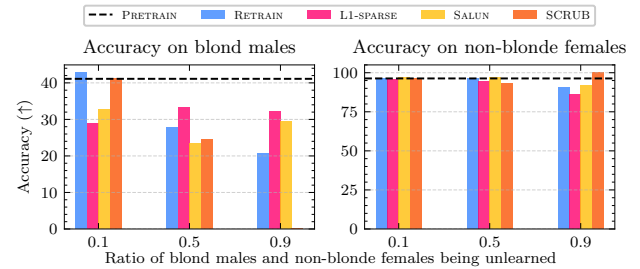 PRETRAIN RETRAIN L1-SPARSE SALUN SCRUB
Accuracy on blond males
Accuracy on non-blonde females
Accuracy (↑)
40
30
20
10
0
0.1 0.5 0.9
100
75
50
25
0
0.1 0.5 0.9
Ratio of blond males and non-blonde females being unlearned